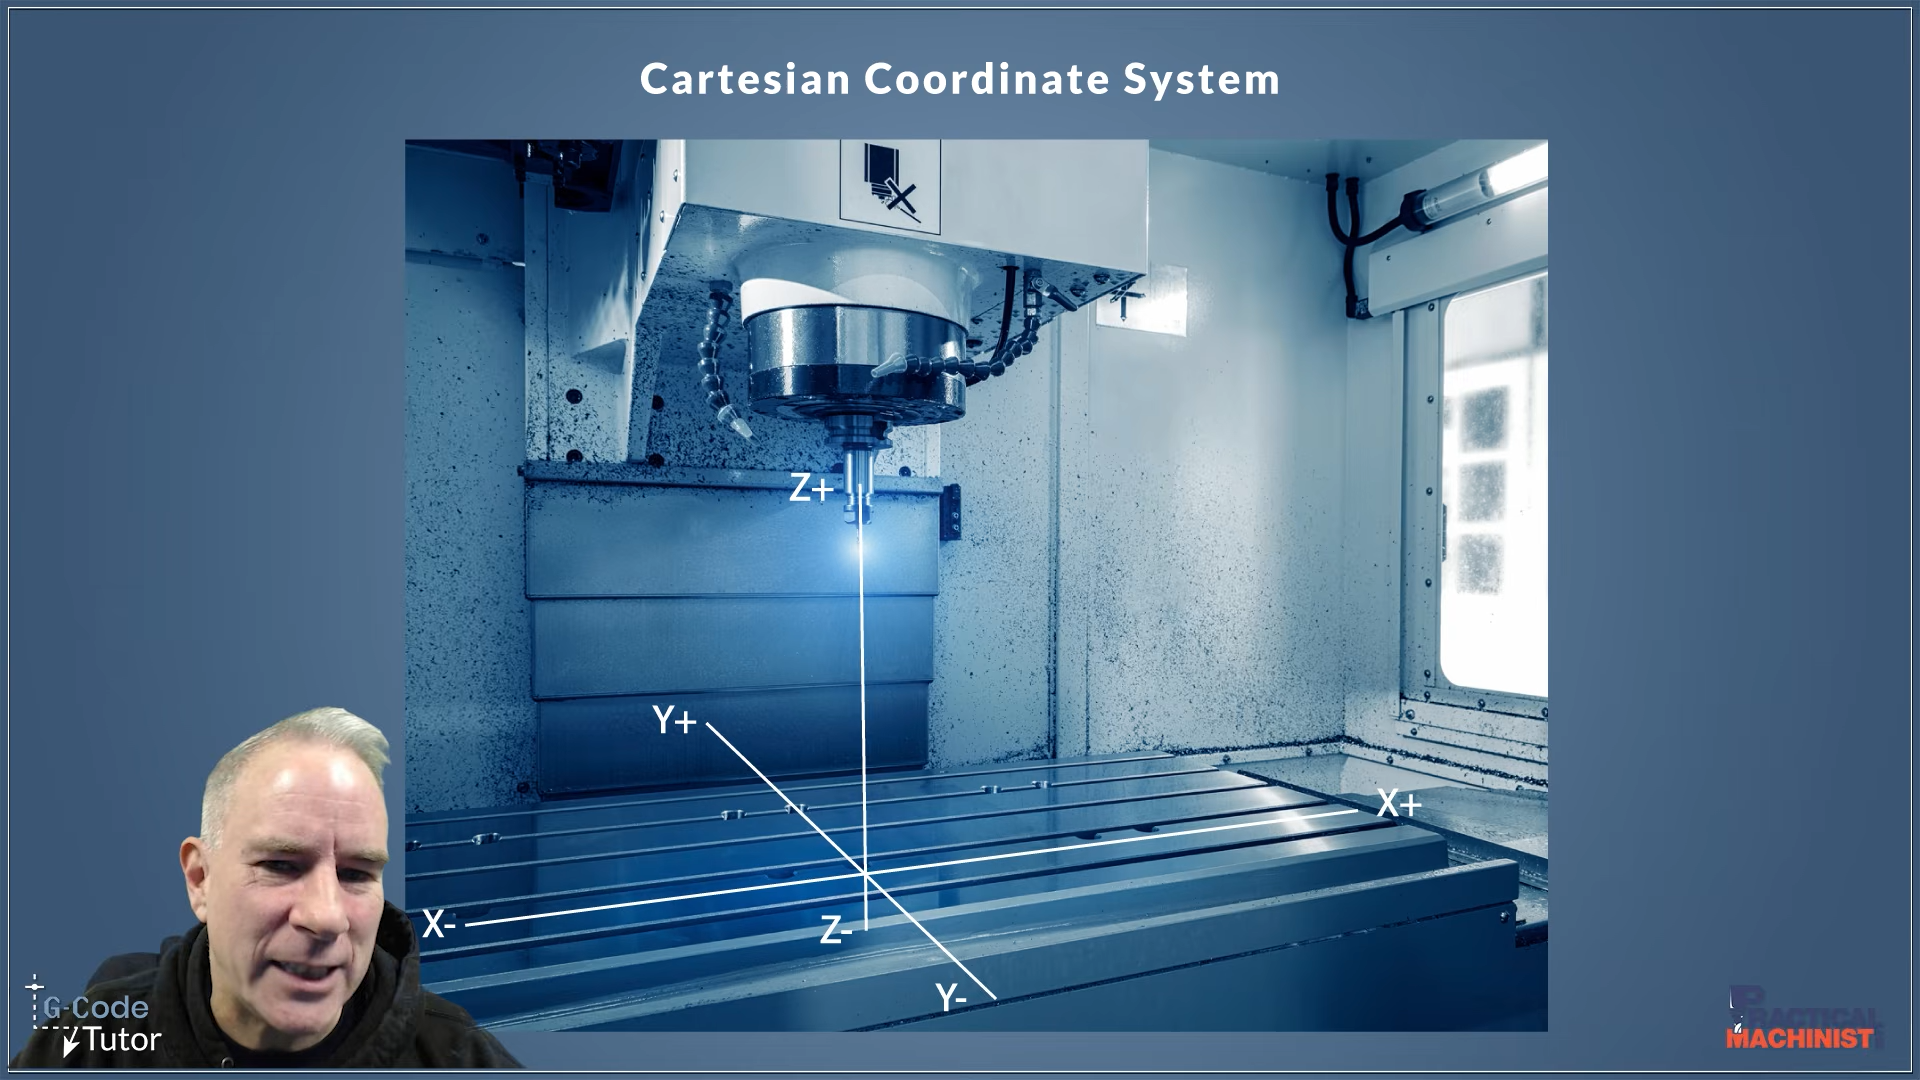 Cartesian Coordinate System
Z+
Y+
X+
X-
Z-
Y-
G-Code
Tutor
PRACTICAL
MACHINIST